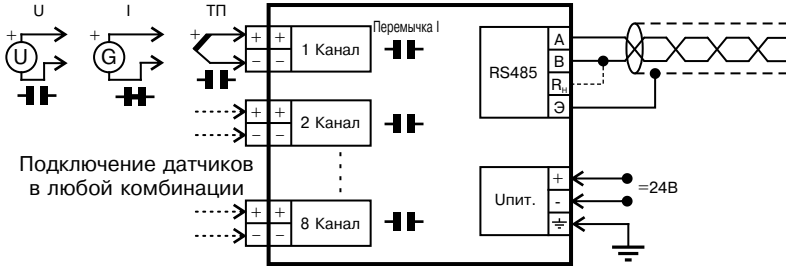 U I ТП
U G
Перемычка I
+ + 1 Канал
− −
+ + 2 Канал
− −
Подключение датчиков
в любой комбинации
+ + 8 Канал
− −
RS485
A
B
Rн
Э
Uпит.
+
-
=24В